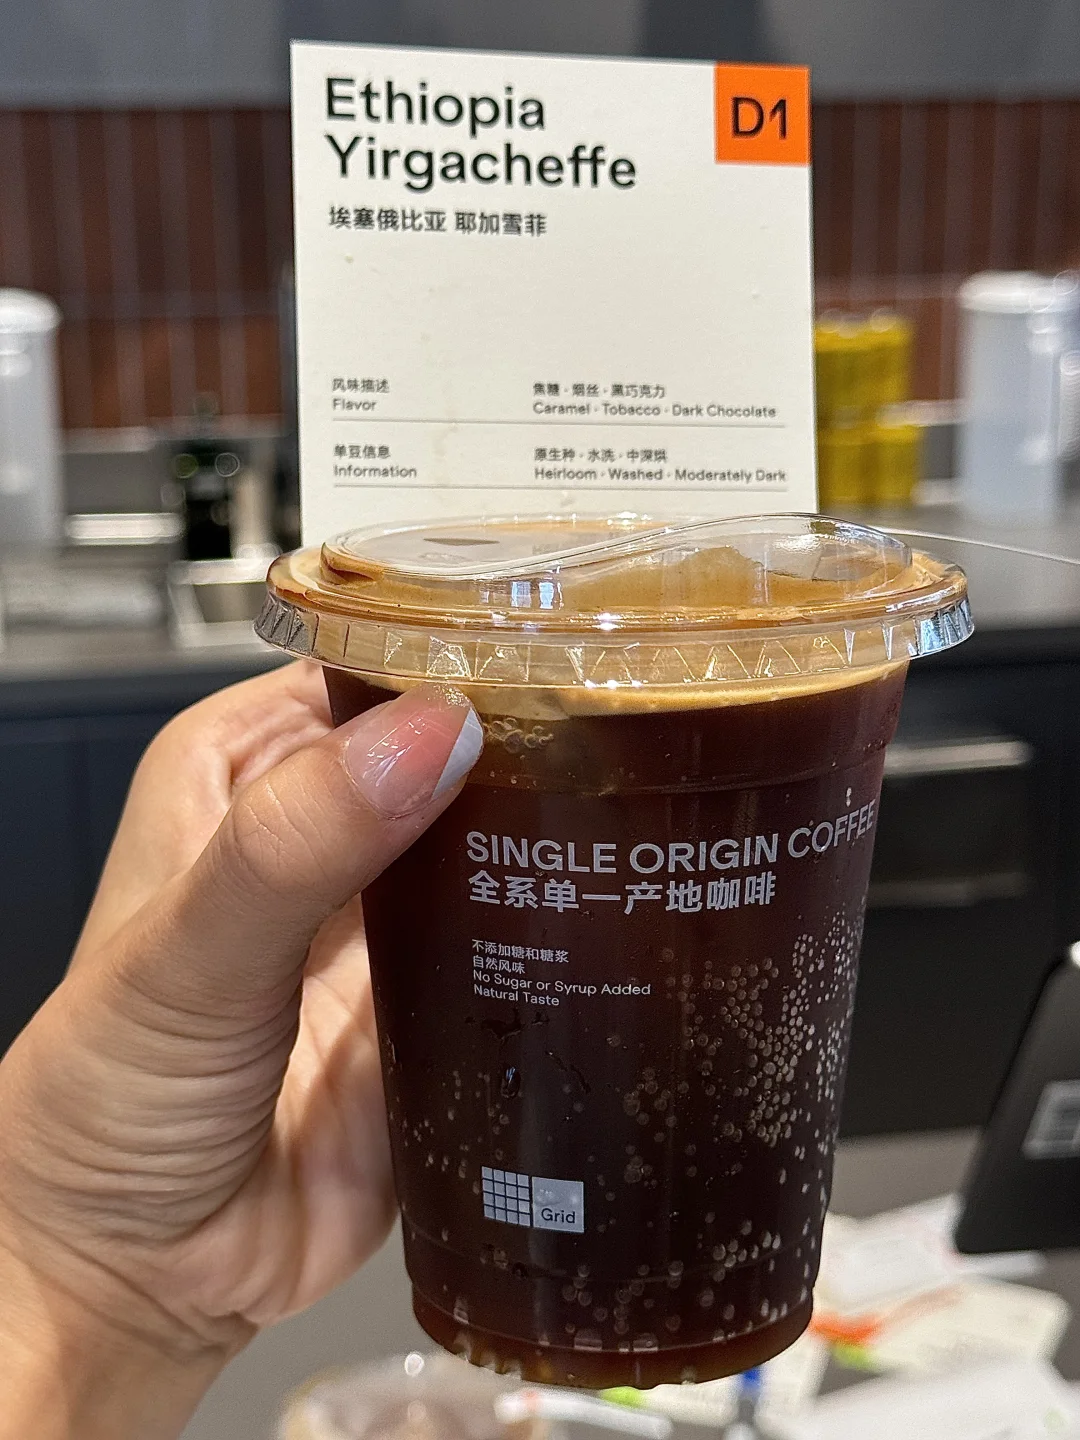 Ethiopia
Yirgacheffe
D1
埃塞俄比亚 耶加雪菲
风味描述
Flavor
焦糖 · 烟丝 · 黑巧克力
Caramel · Tobacco · Dark Chocolate
单豆信息
Information
原生种 · 水洗 · 中深烘
Heirloom · Washed · Moderately Dark
SINGLE ORIGIN COFFEE
全系单一产地咖啡
不添加糖和糖浆
自然风味
No Sugar or Syrup Added
Natural Taste
Grid